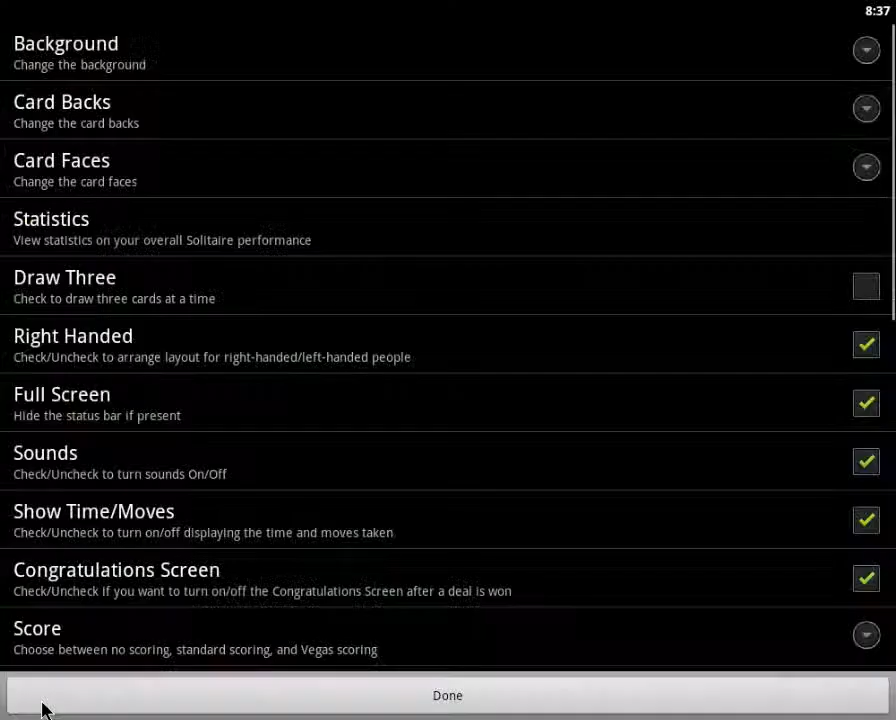 8:37
Background
Change the background
Card Backs
Change the card backs
Card Faces
Change the card faces
Statistics
View statistics on your overall Solitaire performance
Draw Three
Check to draw three cards at a time
Right Handed
Check/Uncheck to arrange layout for right-handed/left-handed people
Full Screen
Hide the status bar if present
Sounds
Check/Uncheck to turn sounds On/Off
Show Time/Moves
Check/Uncheck to turn on/off displaying the time and moves taken
Congratulations Screen
Check/Uncheck if you want to turn on/off the Congratulations Screen after a deal is won
Score
Choose between no scoring, standard scoring, and Vegas scoring
Done